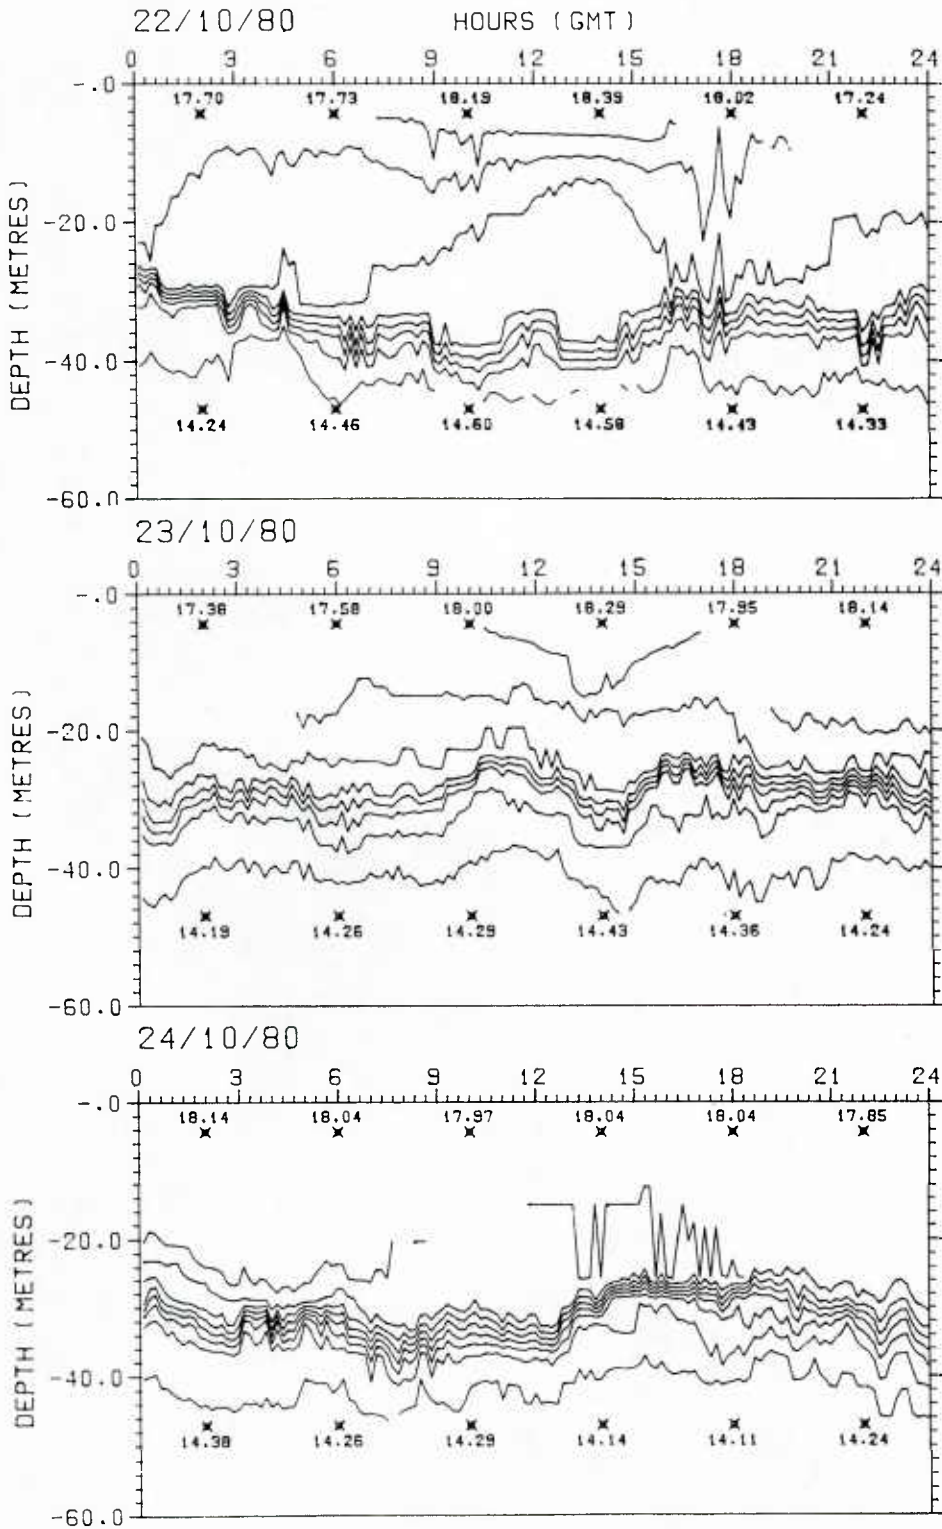 22/10/80 HOURS (GMT)
0 3 6 9 12 15 18 21 24
-.0
17.70 17.73 18.19 18.39 18.02 17.24
-20.0
DEPTH (METRES)
-40.0
14.24 14.46 14.60 14.58 14.43 14.33
-60.0
23/10/80
0 3 6 9 12 15 18 21 24
-.0
17.38 17.58 18.00 18.29 17.95 18.14
-20.0
DEPTH (METRES)
-40.0
14.19 14.26 14.29 14.43 14.36 14.24
-60.0
24/10/80
0 3 6 9 12 15 18 21 24
-.0
18.14 18.04 17.97 18.04 18.04 17.85
-20.0
DEPTH (METRES)
-40.0
14.38 14.26 14.29 14.14 14.11 14.24
-60.0